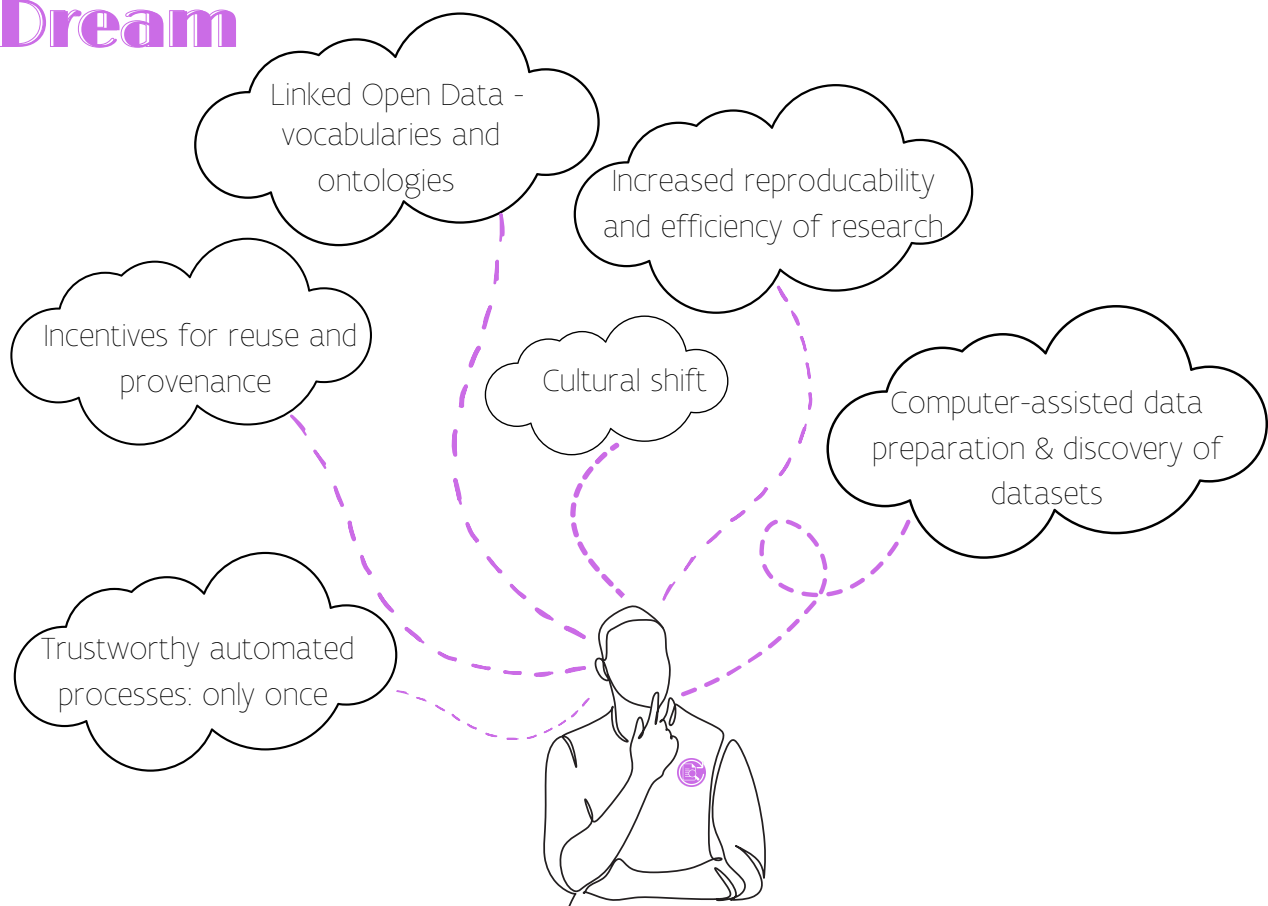 Dream
Linked Open Data -
vocabularies and
ontologies
Increased reproducability
and efficiency of research
Incentives for reuse and
provenance
Cultural shift
Computer-assisted data
preparation & discovery of
datasets
Trustworthy automated
processes: only once